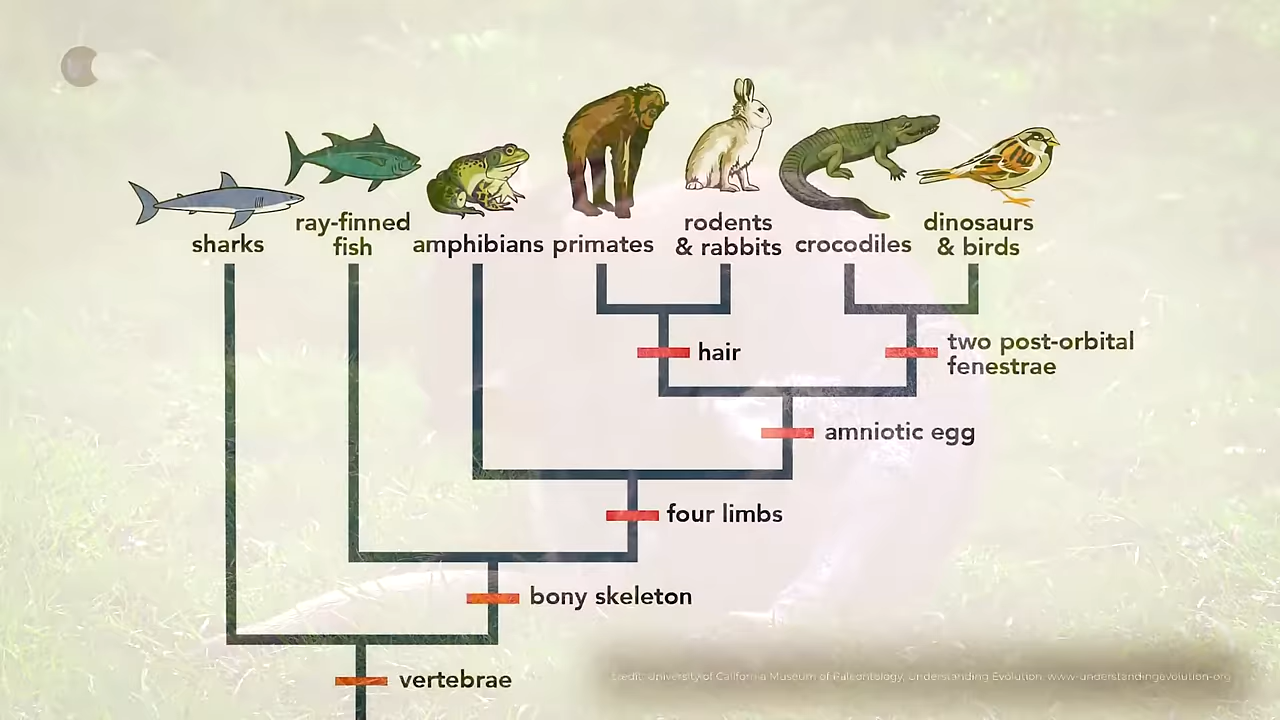 sharks
ray-finned
fish
amphibians
primates
rodents
& rabbits
crocodiles
dinosaurs
& birds
hair
two post-orbital
fenestrae
amniotic egg
four limbs
bony skeleton
vertebrae
Credit: University of California Museum of Paleontology, Understanding Evolution, www.understandingevolution.org